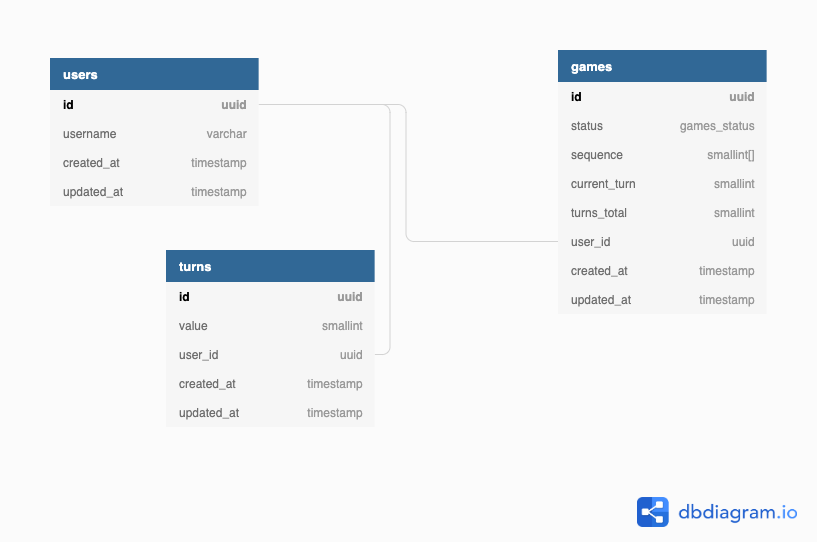 users
id uuid
username varchar
created_at timestamp
updated_at timestamp
turns
id uuid
value smallint
user_id uuid
created_at timestamp
updated_at timestamp
games
id uuid
status games_status
sequence smallint[]
current_turn smallint
turns_total smallint
user_id uuid
created_at timestamp
updated_at timestamp
dbdiagram.io